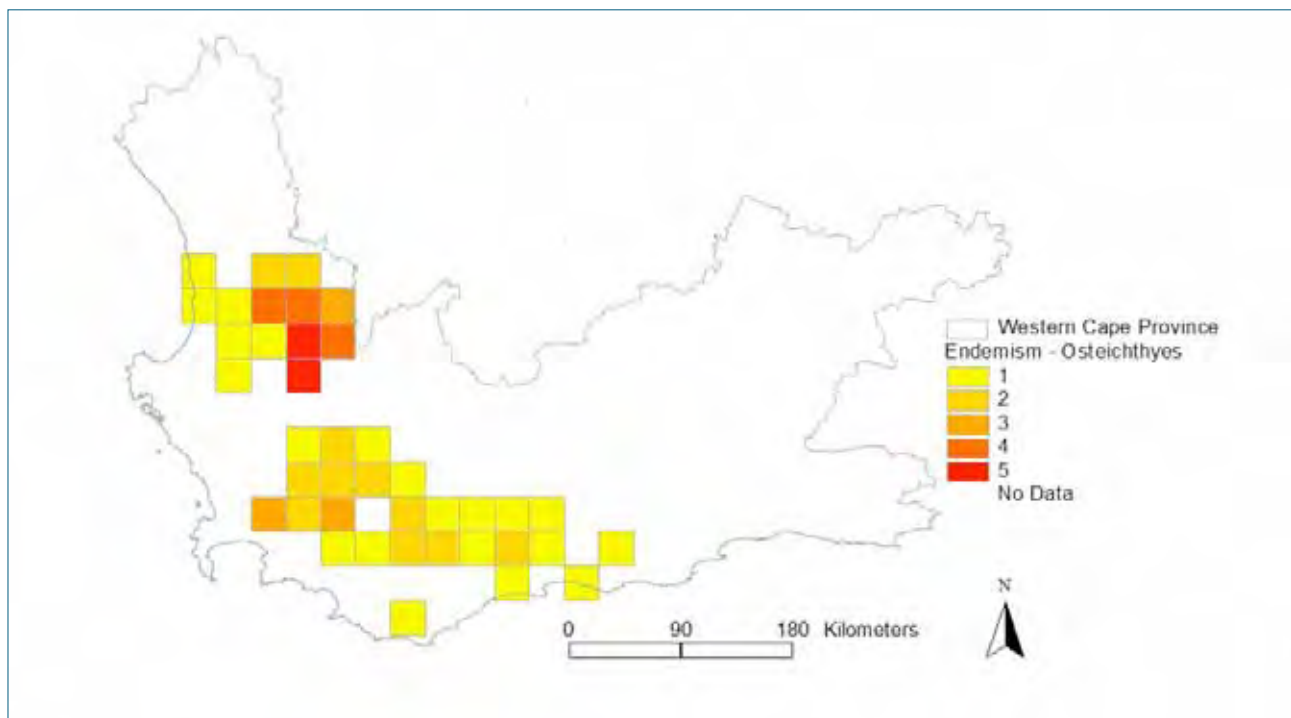 Western Cape Province
Endemism - Osteichthyes
1
2
3
4
5
No Data
N
0 90 180 Kilometers